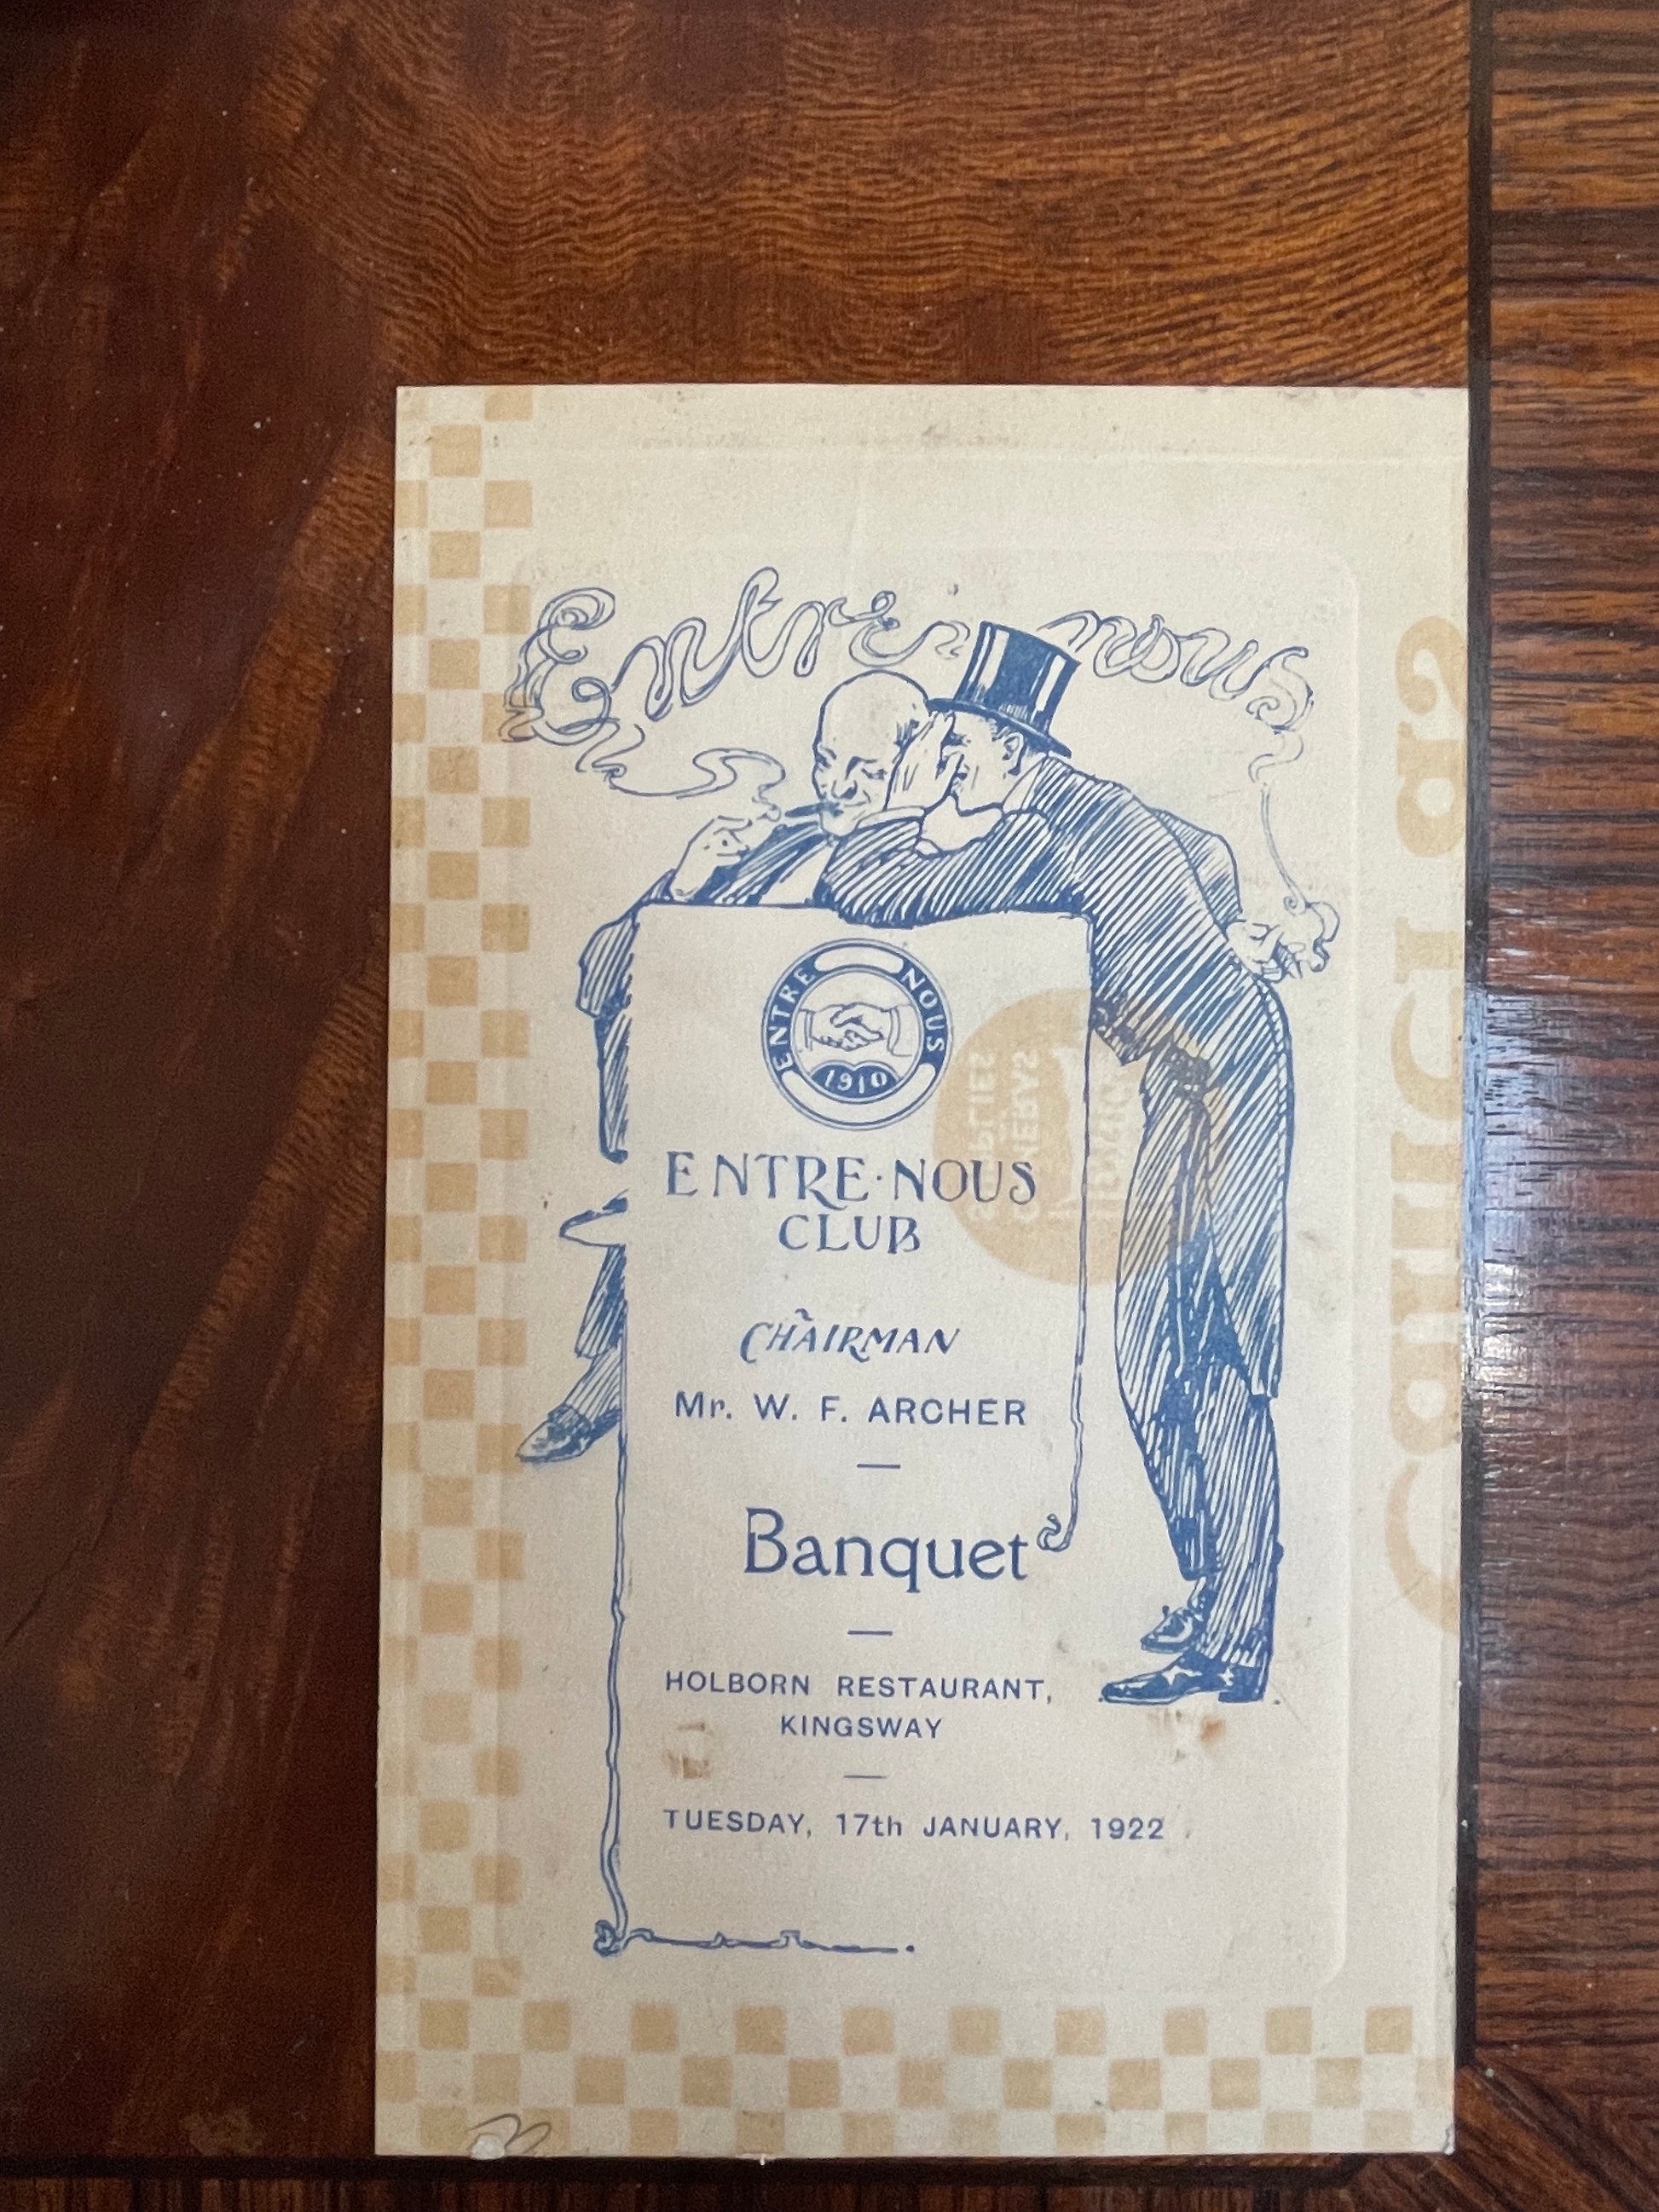 Entre nous
ENTRE NOUS
1910
ENTRE·NOUS
CLUB
CHAIRMAN
Mr. W. F. ARCHER
Banquet
HOLBORN RESTAURANT,
KINGSWAY
TUESDAY, 17th JANUARY, 1922